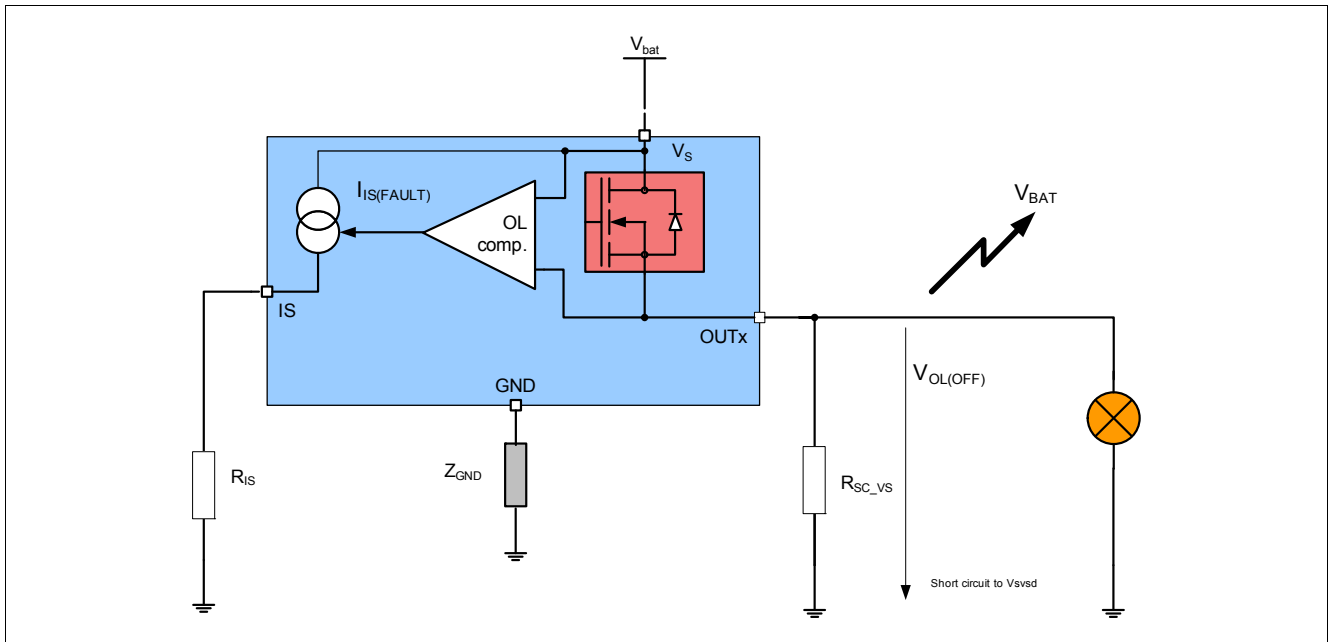 Vbat
VS
IIS(FAULT)
OL
comp.
VBAT
IS
OUTx
VOL(OFF)
GND
ZGND
RIS
RSC_VS
Short circuit to Vsvsd